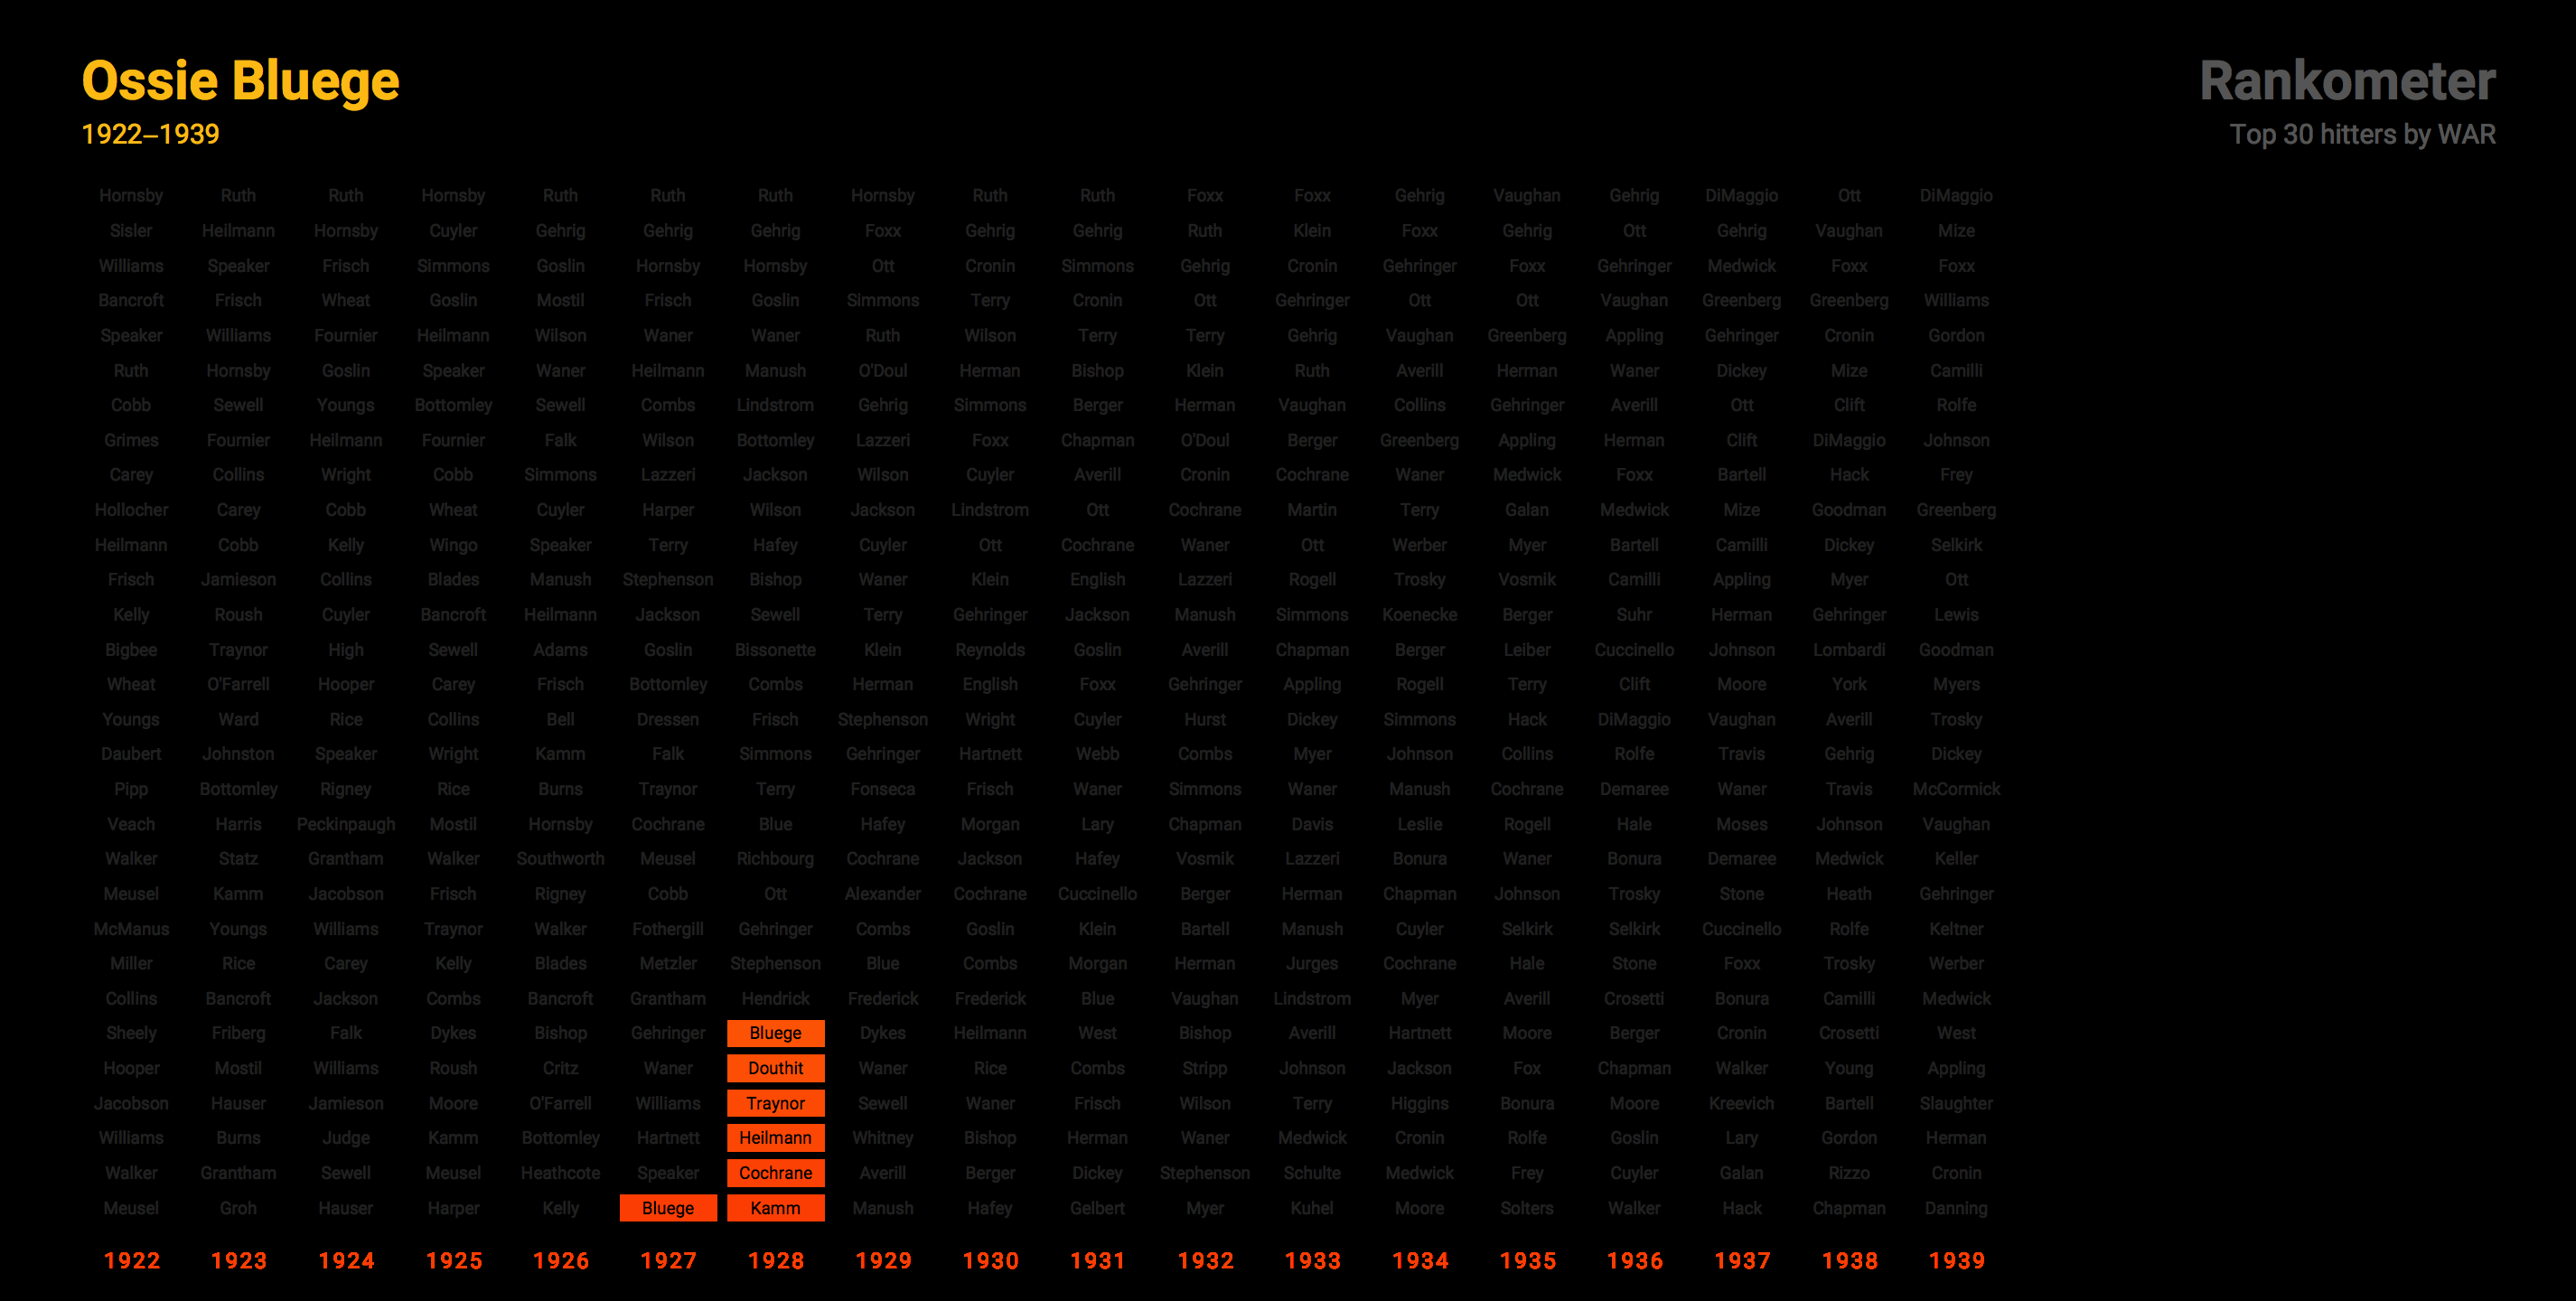 Ossie Bluege
Rankometer
1922–1939
Top 30 hitters by WAR
Hornsby Ruth Ruth Hornsby Ruth Ruth Ruth Hornsby Ruth Ruth Foxx Foxx Gehrig Vaughan Gehrig DiMaggio Ott DiMaggio
Sisler Heilmann Hornsby Cuyler Gehrig Gehrig Gehrig Foxx Gehrig Gehrig Ruth Klein Foxx Gehrig Ott Gehrig Vaughan Mize
Williams Speaker Frisch Simmons Goslin Hornsby Hornsby Ott Cronin Simmons Gehrig Cronin Gehringer Foxx Gehringer Medwick Foxx Foxx
Bancroft Frisch Wheat Goslin Mostil Frisch Goslin Simmons Terry Cronin Ott Gehringer Ott Ott Vaughan Greenberg Greenberg Williams
Speaker Williams Fournier Heilmann Wilson Waner Waner Ruth Wilson Terry Terry Gehrig Vaughan Greenberg Appling Gehringer Cronin Gordon
Ruth Hornsby Goslin Speaker Waner Heilmann Manush O'Doul Herman Bishop Klein Ruth Averill Herman Waner Dickey Mize Camilli
Cobb Sewell Youngs Bottomley Sewell Combs Lindstrom Gehrig Simmons Berger Herman Vaughan Collins Gehringer Averill Ott Clift Rolfe
Grimes Fournier Heilmann Fournier Falk Wilson Bottomley Lazzeri Foxx Chapman O'Doul Berger Greenberg Appling Herman Clift DiMaggio Johnson
Carey Collins Wright Cobb Simmons Lazzeri Jackson Wilson Cuyler Averill Cronin Cochrane Waner Medwick Foxx Bartell Hack Frey
Hollocher Carey Cobb Wheat Cuyler Harper Wilson Jackson Lindstrom Ott Cochrane Martin Terry Galan Medwick Mize Goodman Greenberg
Heilmann Cobb Kelly Wingo Speaker Terry Hafey Cuyler Ott Cochrane Waner Ott Werber Myer Bartell Camilli Dickey Selkirk
Frisch Jamieson Collins Blades Manush Stephenson Bishop Waner Klein English Lazzeri Rogell Trosky Vosmik Camilli Appling Myer Ott
Kelly Roush Cuyler Bancroft Heilmann Jackson Sewell Terry Gehringer Jackson Manush Simmons Koenecke Berger Suhr Herman Gehringer Lewis
Bigbee Traynor High Sewell Adams Goslin Bissonette Klein Reynolds Goslin Averill Chapman Berger Leiber Cuccinello Johnson Lombardi Goodman
Wheat O'Farrell Hooper Carey Frisch Bottomley Combs Herman English Foxx Gehringer Appling Rogell Terry Clift Moore York Myers
Youngs Ward Rice Collins Bell Dressen Frisch Stephenson Wright Cuyler Hurst Dickey Simmons Hack DiMaggio Vaughan Averill Trosky
Daubert Johnston Speaker Wright Kamm Falk Simmons Gehringer Hartnett Webb Combs Myer Johnson Collins Rolfe Travis Gehrig Dickey
Pipp Bottomley Rigney Rice Burns Traynor Terry Fonseca Frisch Waner Simmons Waner Manush Cochrane Demaree Waner Travis McCormick
Veach Harris Peckinpaugh Mostil Hornsby Cochrane Blue Hafey Morgan Lary Chapman Davis Leslie Rogell Hale Moses Johnson Vaughan
Walker Statz Grantham Walker Southworth Meusel Richbourg Cochrane Jackson Hafey Vosmik Lazzeri Bonura Waner Bonura Demaree Medwick Keller
Meusel Kamm Jacobson Frisch Rigney Cobb Ott Alexander Cochrane Cuccinello Berger Herman Chapman Johnson Trosky Stone Heath Gehringer
McManus Youngs Williams Traynor Walker Fothergill Gehringer Combs Goslin Klein Bartell Manush Cuyler Selkirk Selkirk Cuccinello Rolfe Keltner
Miller Rice Carey Kelly Blades Metzler Stephenson Blue Combs Morgan Herman Jurges Cochrane Hale Stone Foxx Trosky Werber
Collins Bancroft Jackson Combs Bancroft Grantham Hendrick Frederick Frederick Blue Vaughan Lindstrom Myer Averill Crosetti Bonura Camilli Medwick
Sheely Friberg Falk Dykes Bishop Gehringer Bluege Dykes Heilmann West Bishop Averill Hartnett Moore Berger Cronin Crosetti West
Hooper Mostil Williams Roush Critz Waner Douthit Waner Rice Combs Stripp Johnson Jackson Fox Chapman Walker Young Appling
Jacobson Hauser Jamieson Moore O'Farrell Williams Traynor Sewell Waner Frisch Wilson Terry Higgins Bonura Moore Kreevich Bartell Slaughter
Williams Burns Judge Kamm Bottomley Hartnett Heilmann Whitney Bishop Herman Waner Medwick Cronin Rolfe Goslin Lary Gordon Herman
Walker Grantham Sewell Meusel Heathcote Speaker Cochrane Averill Berger Dickey Stephenson Schulte Medwick Frey Cuyler Galan Rizzo Cronin
Meusel Groh Hauser Harper Kelly Bluege Kamm Manush Hafey Gelbert Myer Kuhel Moore Solters Walker Hack Chapman Danning
1922 1923 1924 1925 1926 1927 1928 1929 1930 1931 1932 1933 1934 1935 1936 1937 1938 1939